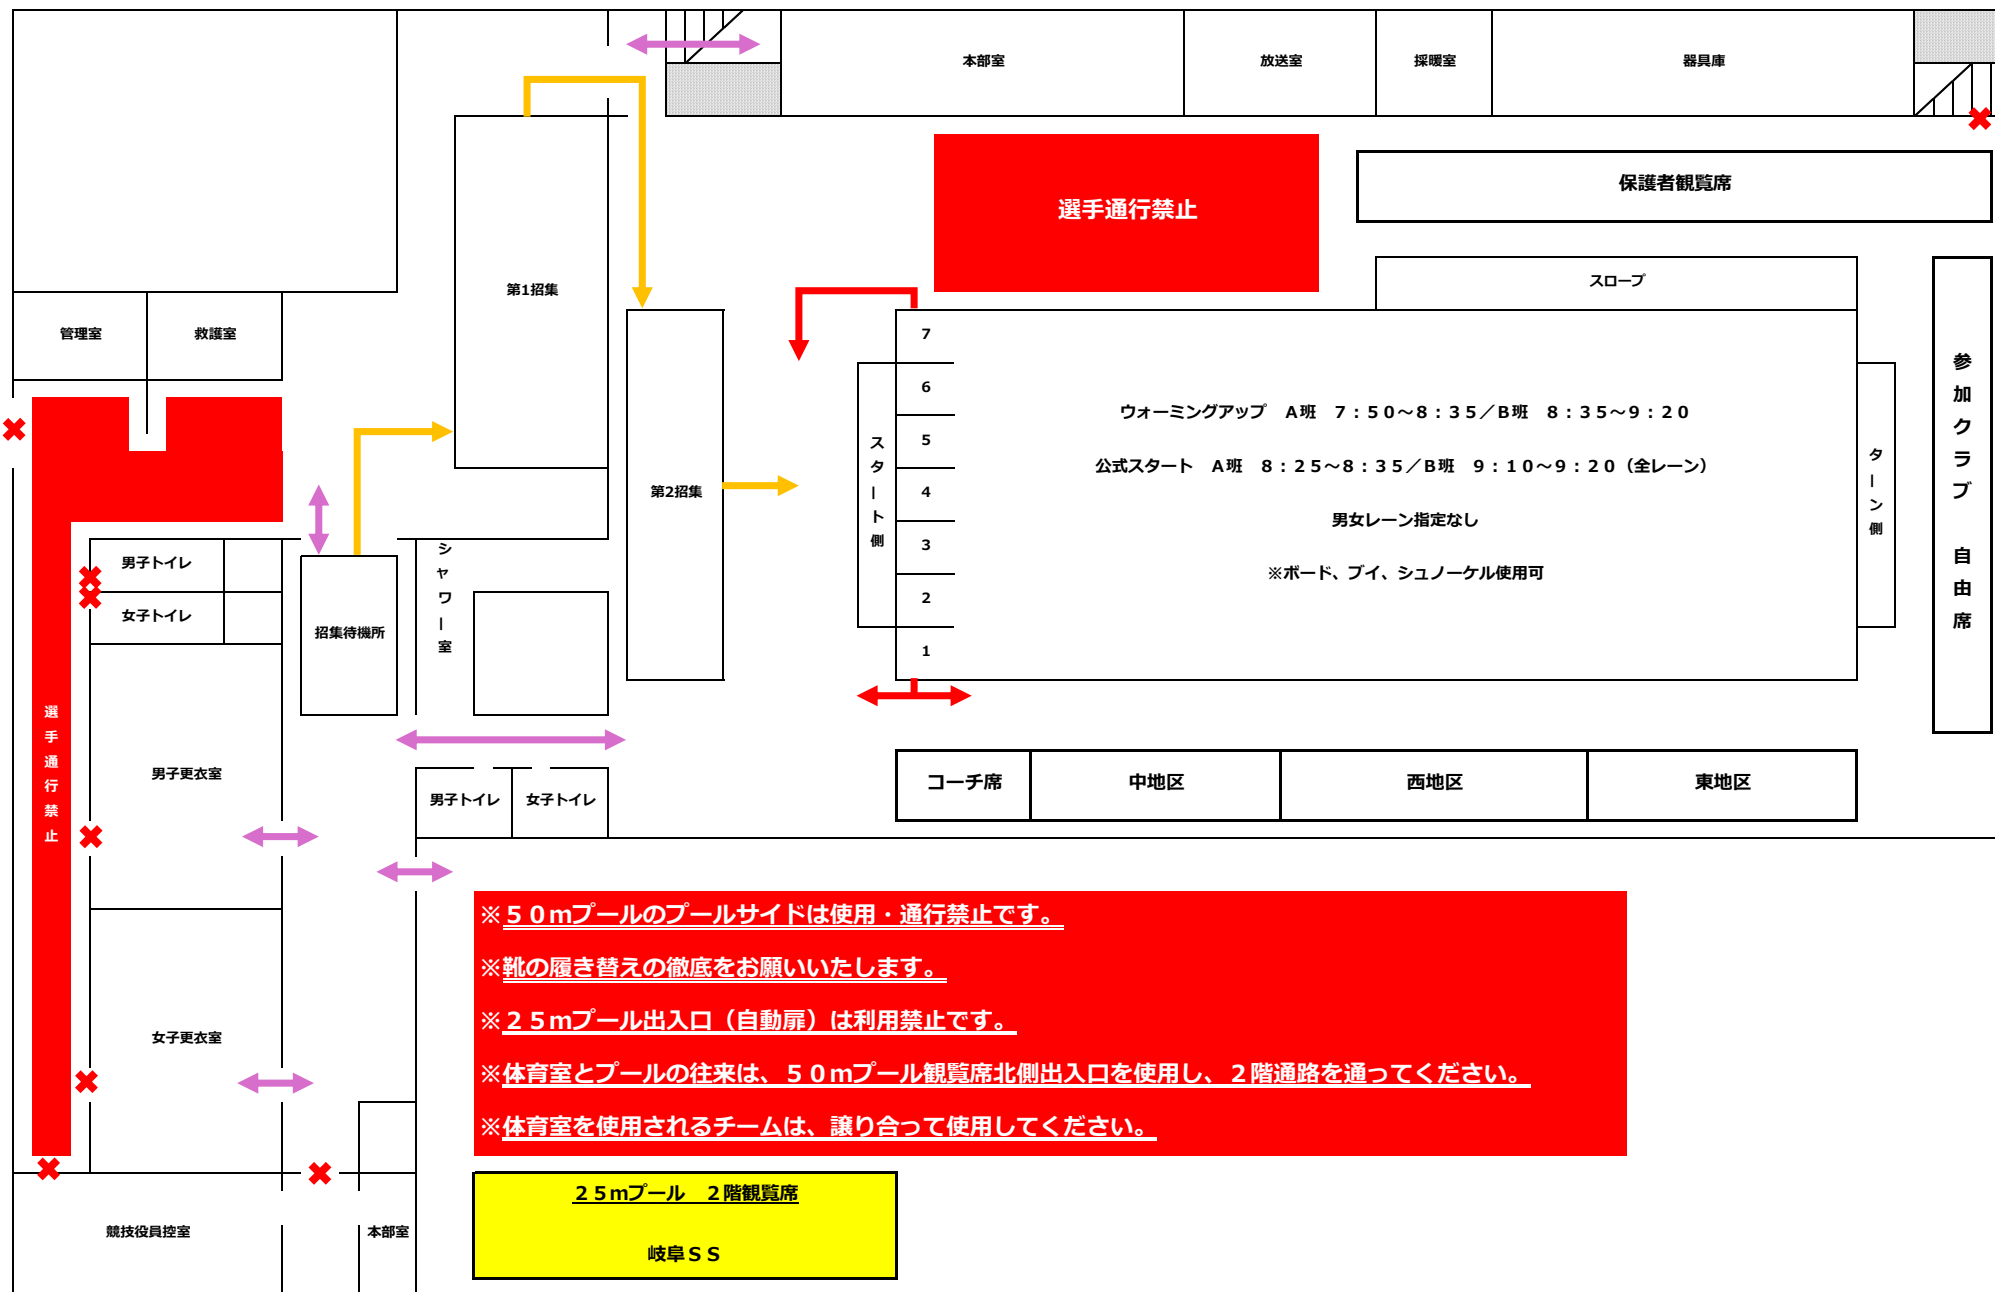 本部室
放送室
採暖室
器具庫
選手通行禁止
保護者観覧席
スロープ
第1招集
管理室
救護室
7
6
5
4
3
2
1
スタート側
ウォーミングアップ　A班　７：５０～８：３５／B班　８：３５～９：２０
公式スタート　A班　８：２５～８：３５／B班　９：１０～９：２０（全レーン）
男女レーン指定なし
※ボード、ブイ、シュノーケル使用可
ターン側
参加クラブ　自由席
第2招集
シャワー室
男子トイレ
女子トイレ
招集待機所
選手通行禁止
男子更衣室
男子トイレ
女子トイレ
コーチ席
中地区
西地区
東地区
女子更衣室
※５０ｍプールのプールサイドは使用・通行禁止です。
※靴の履き替えの徹底をお願いいたします。
※２５ｍプール出入口（自動扉）は利用禁止です。
※体育室とプールの往来は、５０ｍプール観覧席北側出入口を使用し、２階通路を通ってください。
※体育室を使用されるチームは、譲り合って使用してください。
２５ｍプール　２階観覧席
岐阜ＳＳ
競技役員控室
本部室